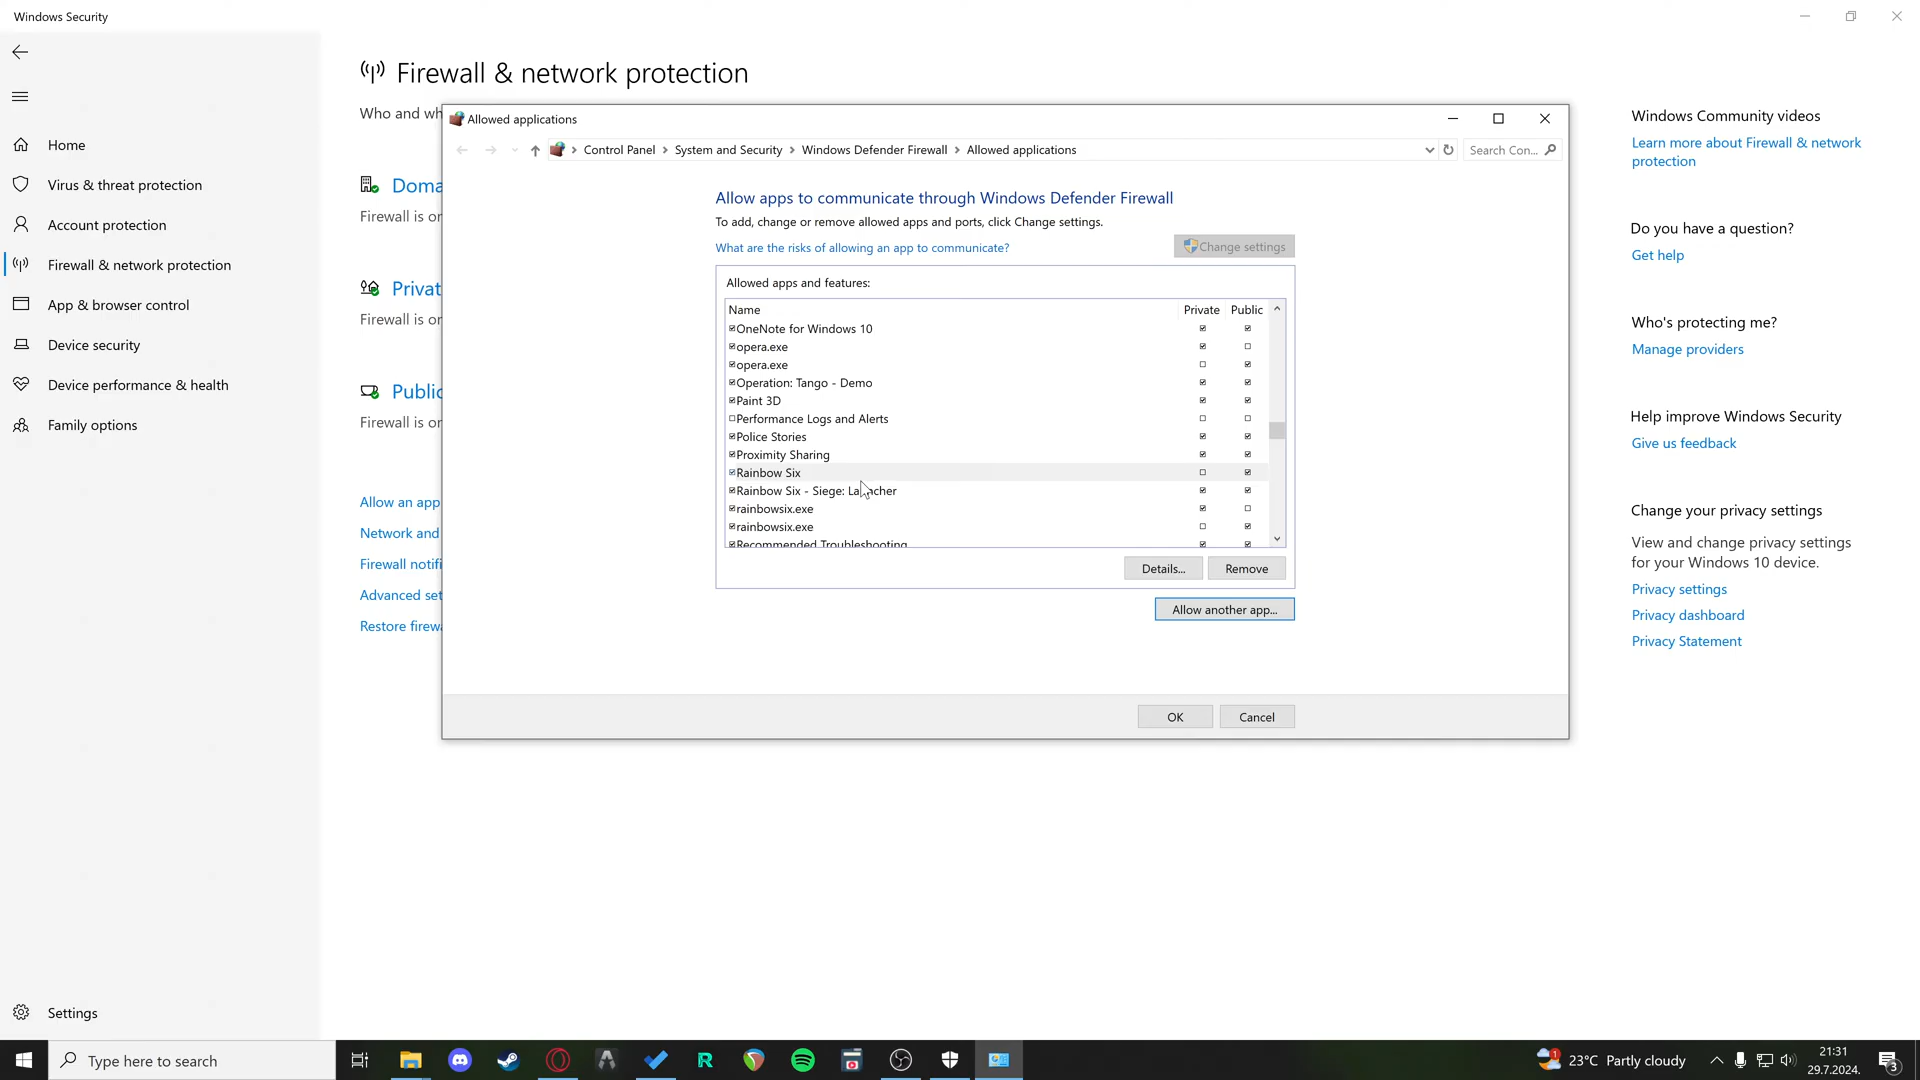 Windows Security
Firewall & network protection
Who and wh
Home
Virus & threat protection
Account protection
Firewall & network protection
App & browser control
Device security
Device performance & health
Family options
Settings
Doma
Firewall is or
Privat
Firewall is or
Public
Firewall is or
Allow an app
Network and
Firewall notifi
Advanced set
Restore firewa
Allowed applications
Control Panel > System and Security > Windows Defender Firewall > Allowed applications
Search Con...
Allow apps to communicate through Windows Defender Firewall
To add, change or remove allowed apps and ports, click Change settings.
What are the risks of allowing an app to communicate?
Change settings
Allowed apps and features:
Name Private Public
OneNote for Windows 10
opera.exe
opera.exe
Operation: Tango - Demo
Paint 3D
Performance Logs and Alerts
Police Stories
Proximity Sharing
Rainbow Six
Rainbow Six - Siege: Launcher
rainbowsix.exe
rainbowsix.exe
Recommended Troubleshooting
Details...
Remove
Allow another app...
OK
Cancel
Windows Community videos
Learn more about Firewall & network
protection
Do you have a question?
Get help
Who's protecting me?
Manage providers
Help improve Windows Security
Give us feedback
Change your privacy settings
View and change privacy settings
for your Windows 10 device.
Privacy settings
Privacy dashboard
Privacy Statement
Type here to search
R
1
23°C Partly cloudy
21:31
29.7.2024.
3